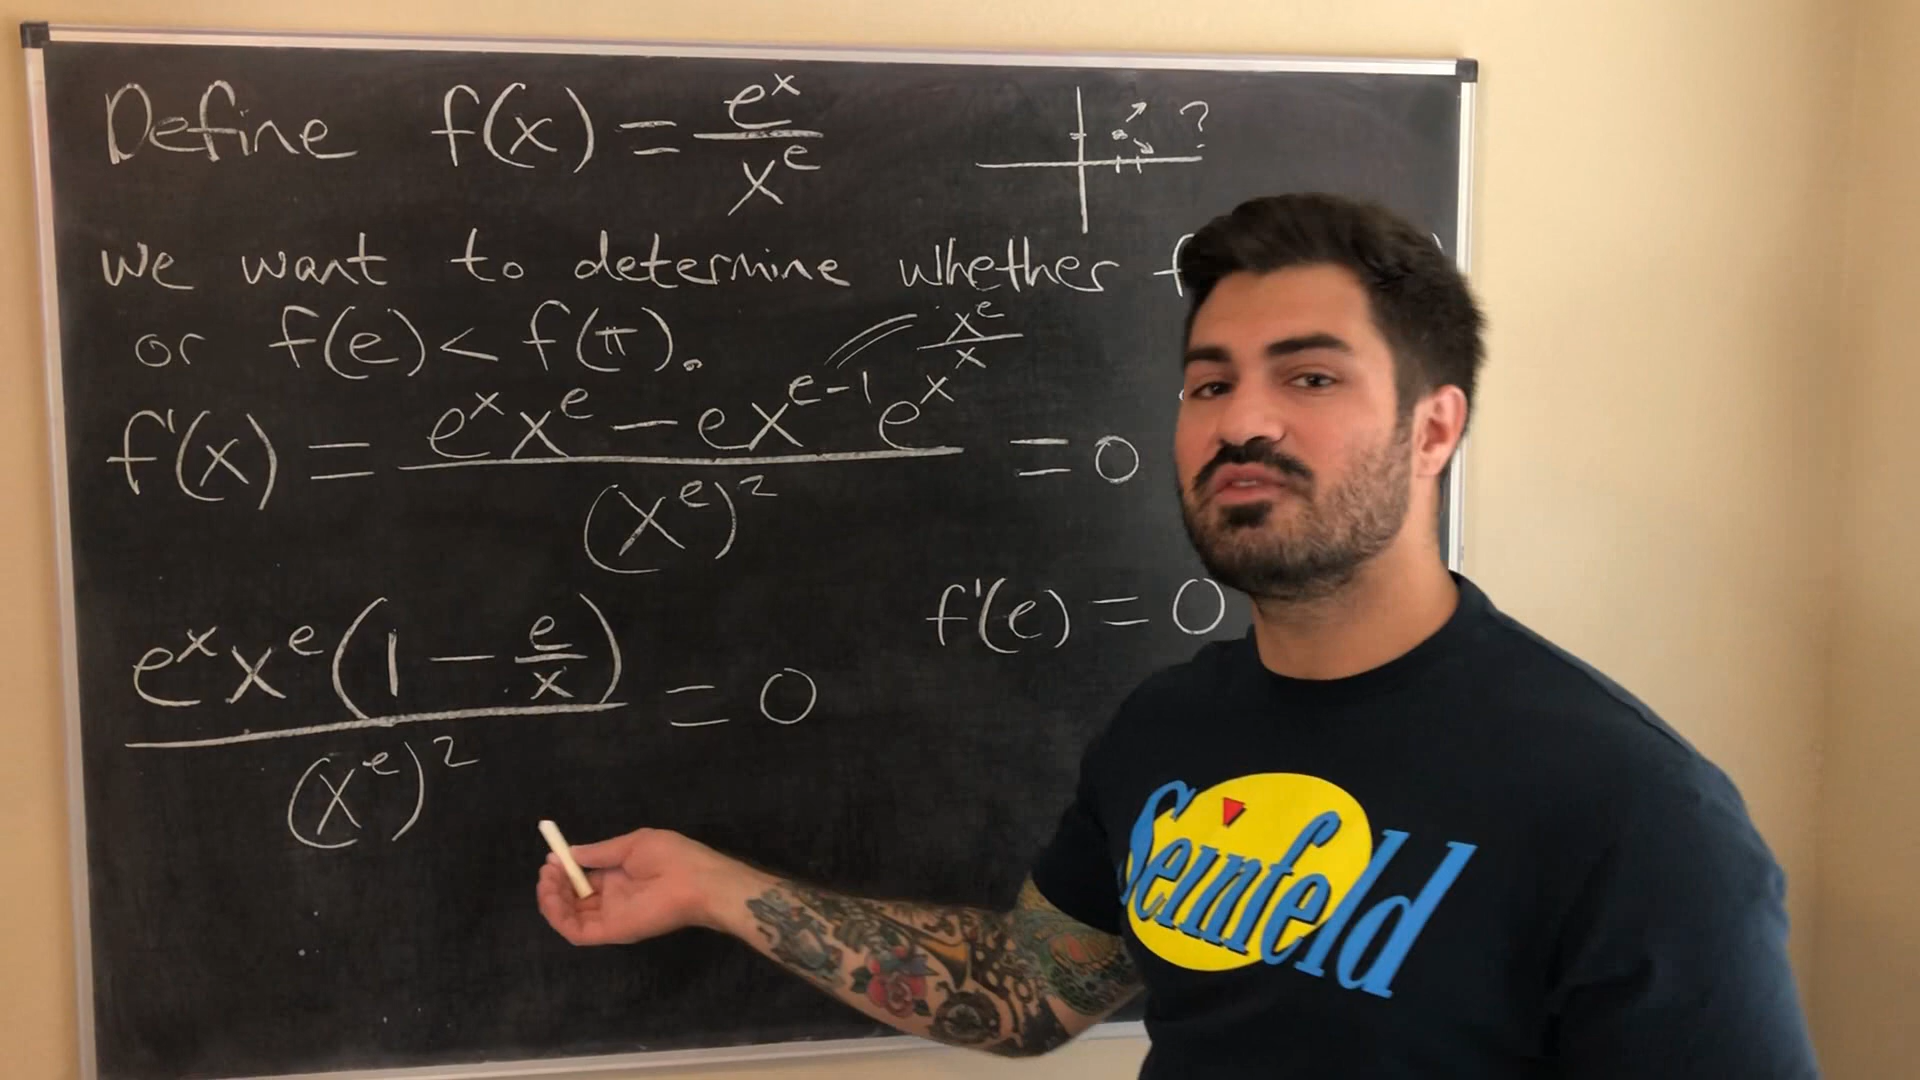 Define f(x) = e^x / x^e
?
we want to determine whether f
or f(e) < f(π).
x^e / x
f'(x) = (e^x x^e - e x^(e-1) e^x) / (x^e)^2 = 0
f'(e) = 0
e^x x^e (1 - e/x) / (x^e)^2 = 0
Seinfeld